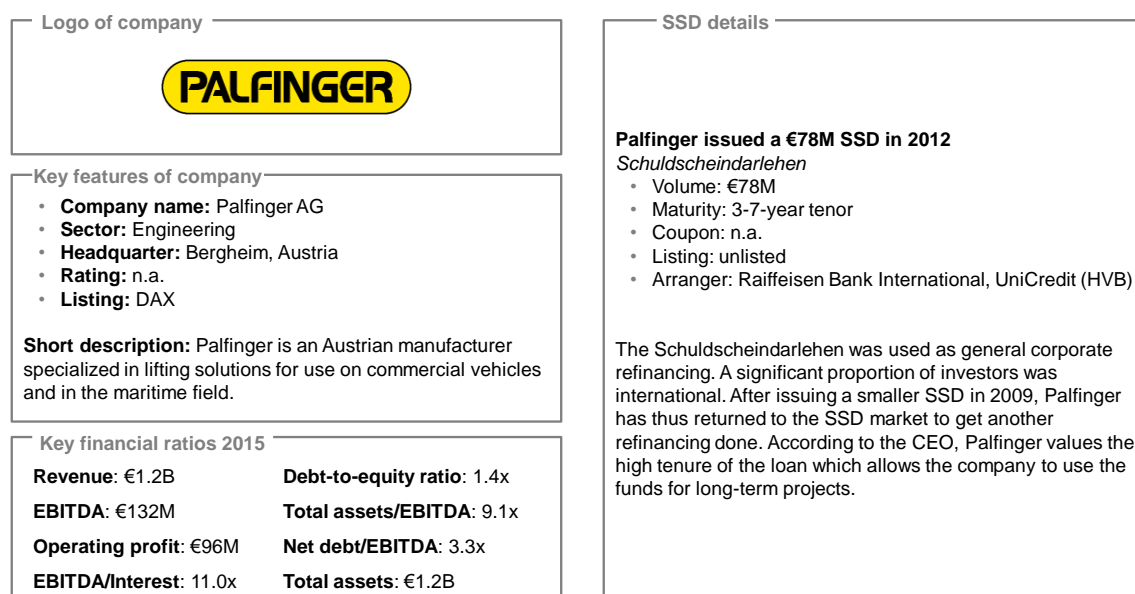 Logo of company
PALFINGER
Key features of company
• Company name: Palfinger AG
• Sector: Engineering
• Headquarter: Bergheim, Austria
• Rating: n.a.
• Listing: DAX
Short description: Palfinger is an Austrian manufacturer
specialized in lifting solutions for use on commercial vehicles
and in the maritime field.
Key financial ratios 2015
Revenue: €1.2B Debt-to-equity ratio: 1.4x
EBITDA: €132M Total assets/EBITDA: 9.1x
Operating profit: €96M Net debt/EBITDA: 3.3x
EBITDA/Interest: 11.0x Total assets: €1.2B
SSD details
Palfinger issued a €78M SSD in 2012
Schuldscheindarlehen
• Volume: €78M
• Maturity: 3-7-year tenor
• Coupon: n.a.
• Listing: unlisted
• Arranger: Raiffeisen Bank International, UniCredit (HVB)
The Schuldscheindarlehen was used as general corporate
refinancing. A significant proportion of investors was
international. After issuing a smaller SSD in 2009, Palfinger
has thus returned to the SSD market to get another
refinancing done. According to the CEO, Palfinger values the
high tenure of the loan which allows the company to use the
funds for long-term projects.